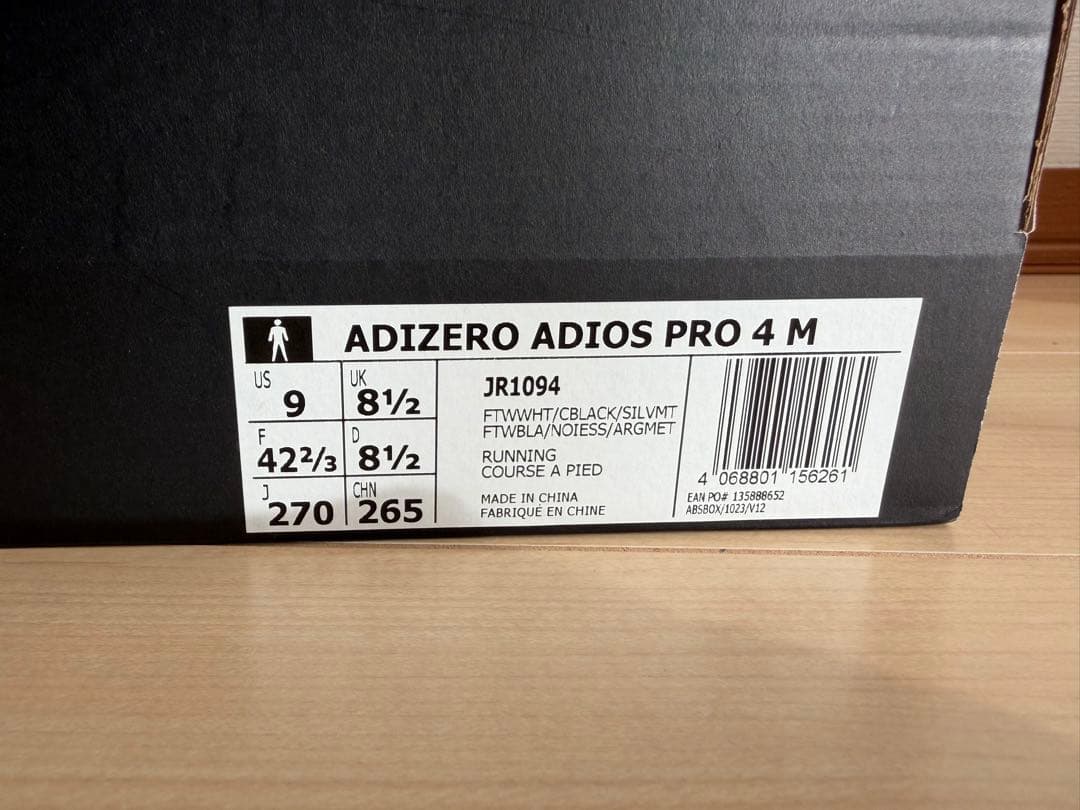 ADIZERO ADIOS PRO 4 M
US 9
UK 8½
F 42⅔
D 8½
J 270
CHN 265
JR1094
FTWWHT/CBLACK/SILVMT
FTWBLA/NOIESS/ARGMET
RUNNING
COURSE A PIED
MADE IN CHINA
FABRIQUÉ EN CHINE
4 068801 156261
EAN PO# 135888652
ABSBOX/1023/V12